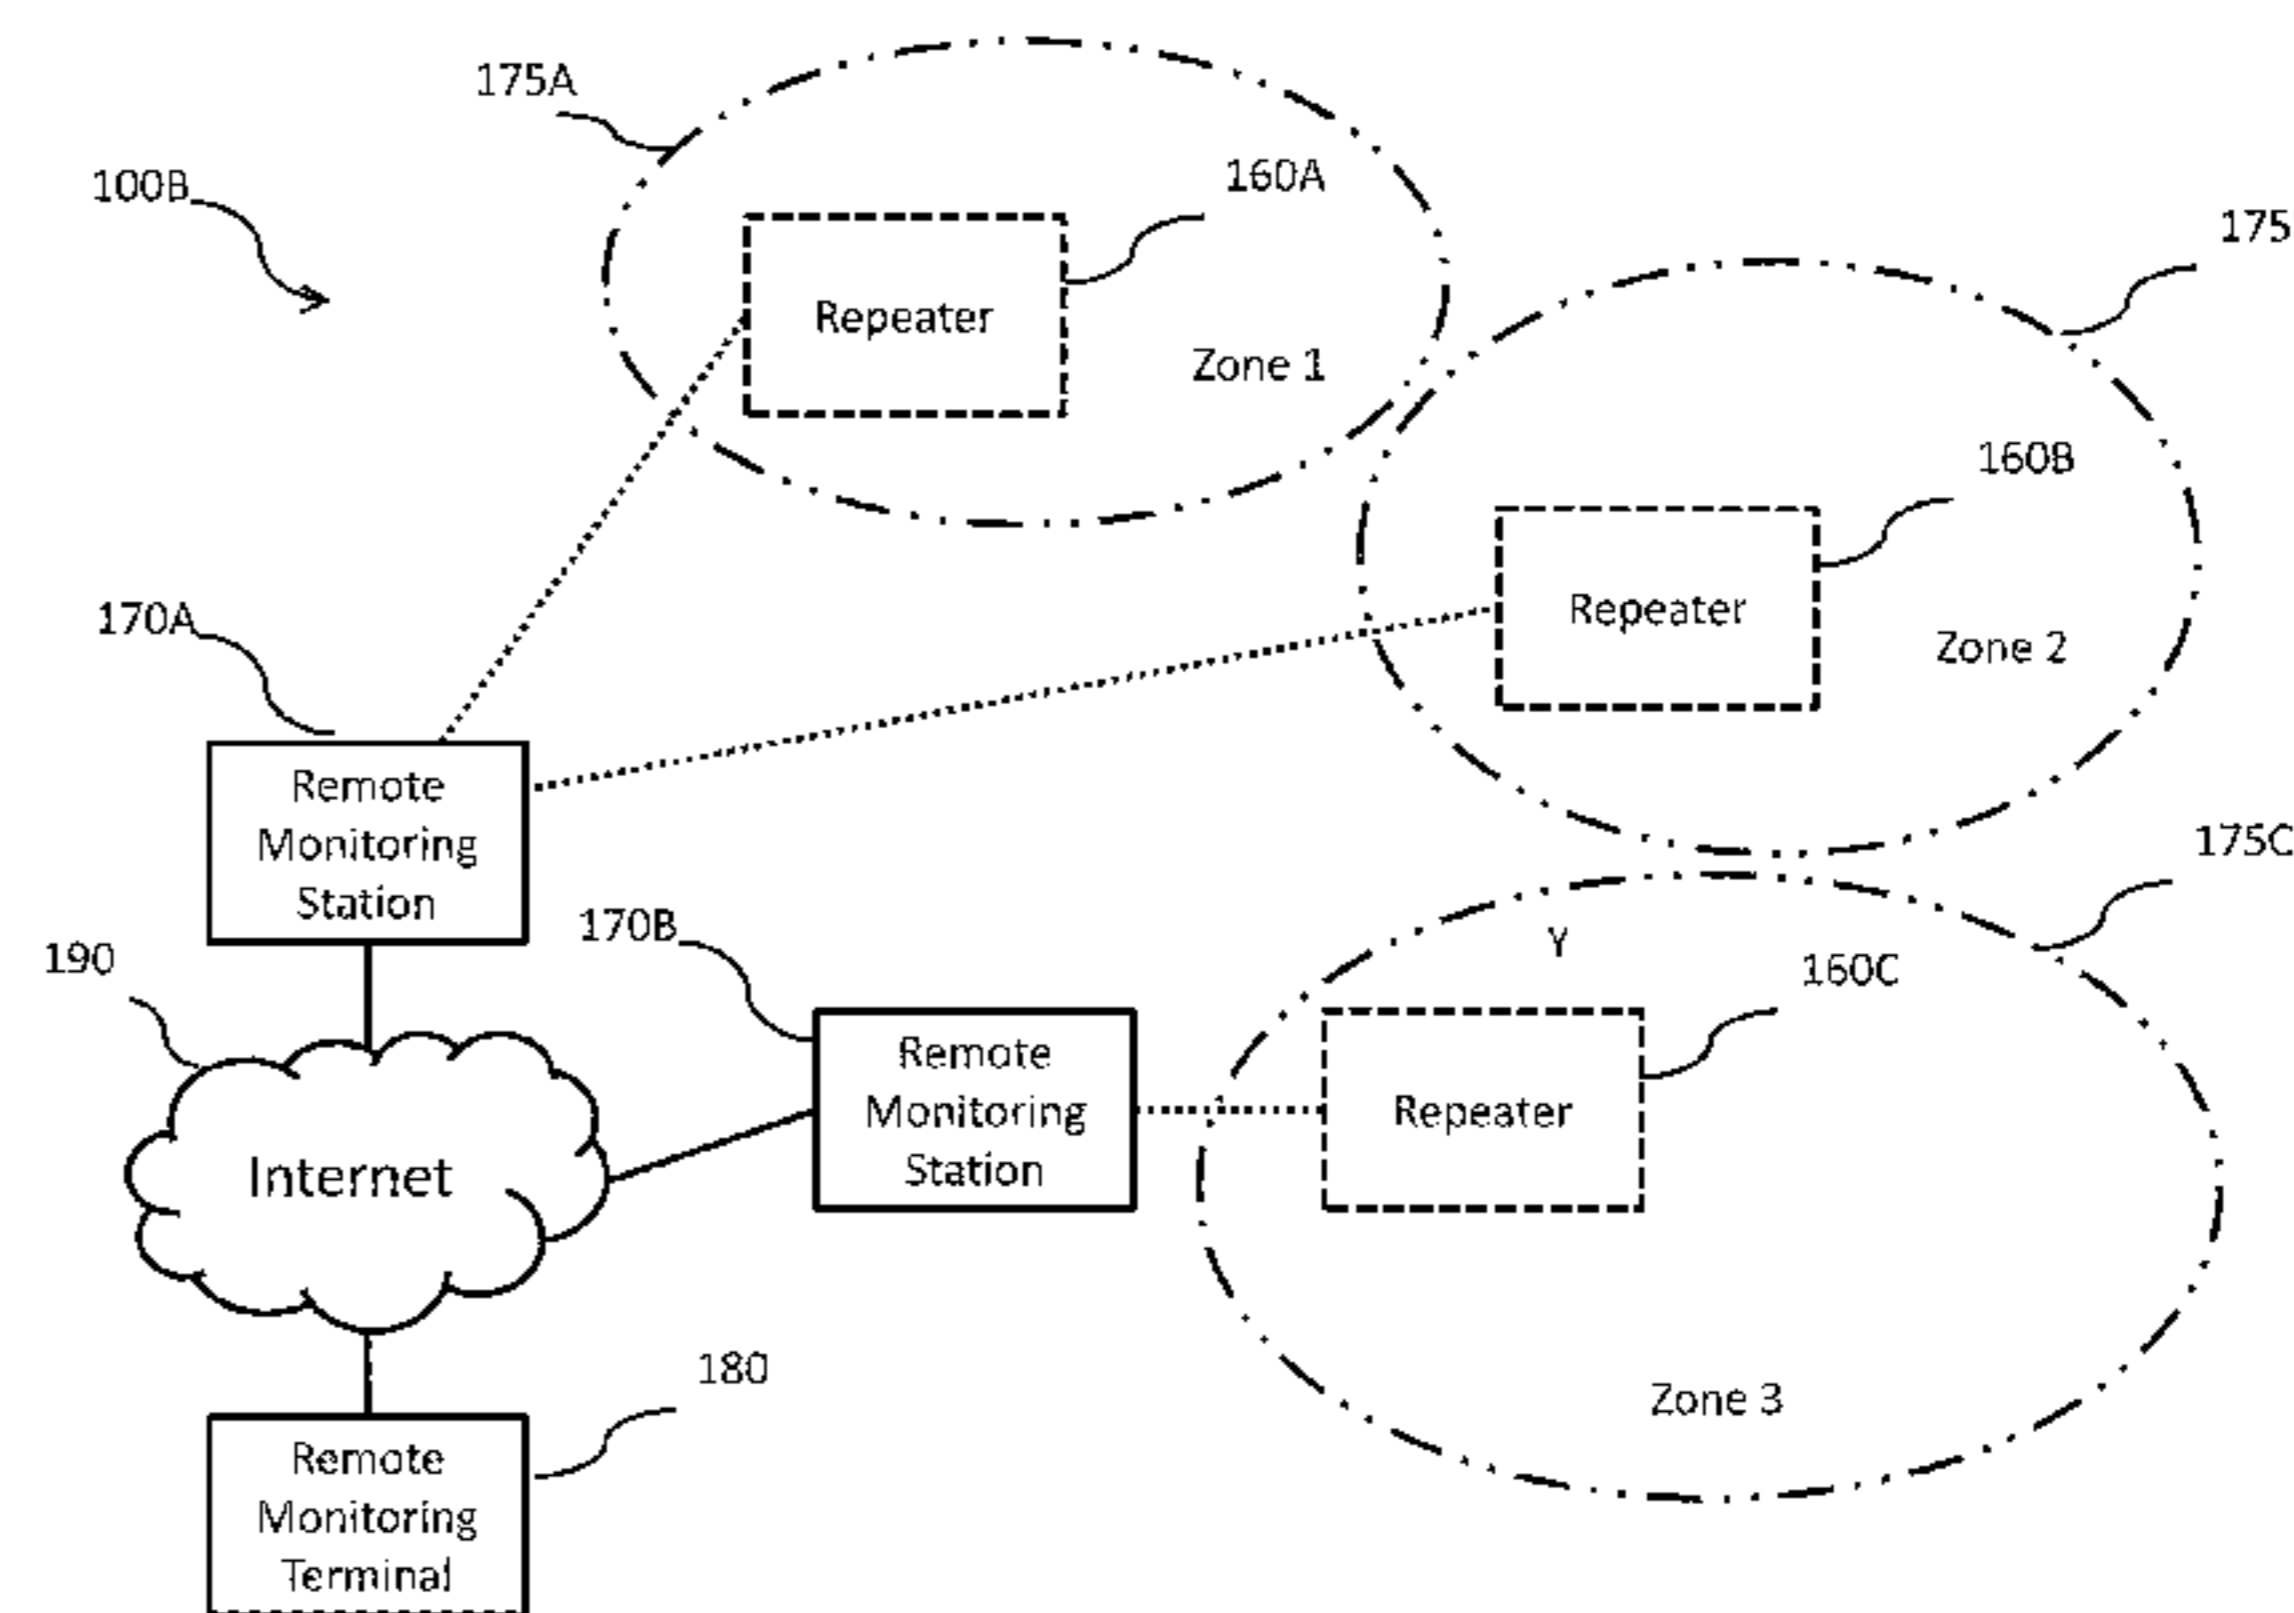 175A
100B
160A
175
Repeater
Zone 1
160B
170A
Repeater
Zone 2
Remote
Monitoring
Station
175C
190
170B
Y
160C
Remote
Monitoring
Station
Repeater
Internet
180
Zone 3
Remote
Monitoring
Terminal